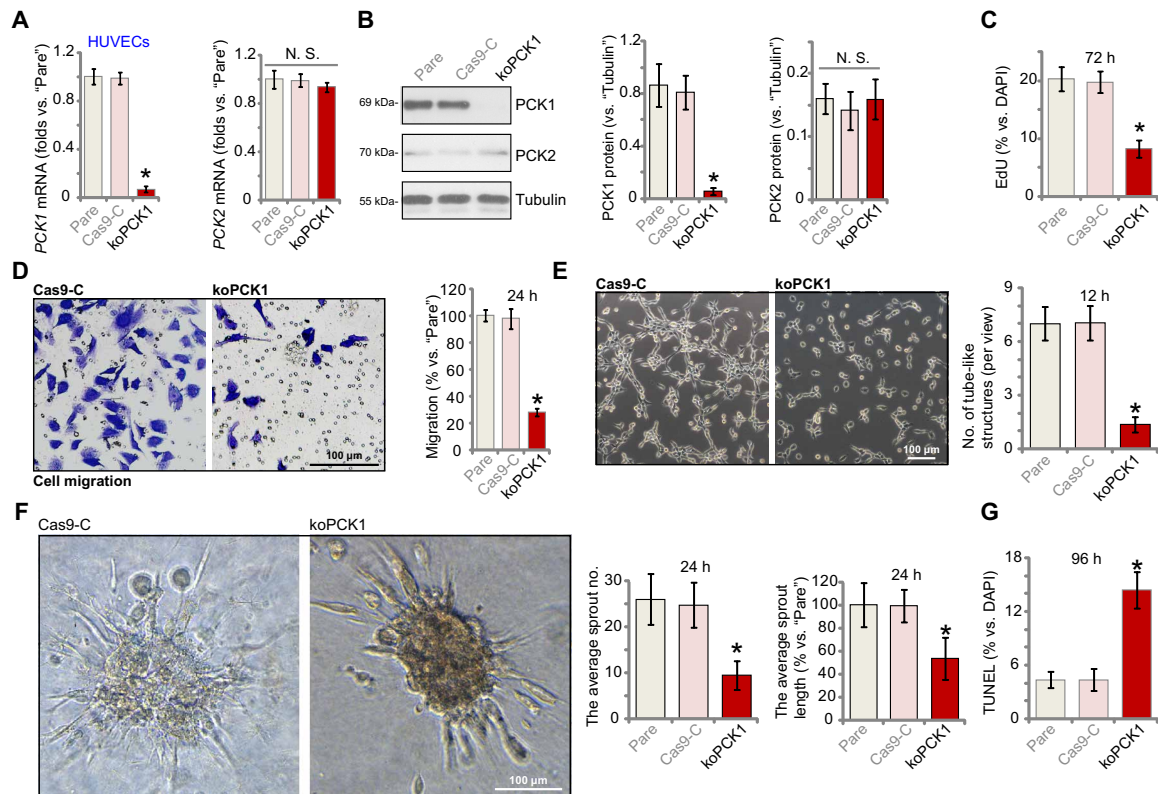 A
HUVECs
PCK1 mRNA (folds vs. “Pare”)
1.2
0.8
0.4
0
*
Pare
Cas9-C
koPCK1
PCK2 mRNA (folds vs. “Pare”)
1.2
0.8
0.4
0
N. S.
Pare
Cas9-C
koPCK1
B
Pare
Cas9-C
koPCK1
69 kDa-
PCK1
70 kDa-
PCK2
55 kDa-
Tubulin
PCK1 protein (vs. “Tubulin”)
1.2
0.8
0.4
0
*
Pare
Cas9-C
koPCK1
PCK2 protein (vs. “Tubulin”)
0.25
0.2
0.15
0.1
0.05
0
N. S.
Pare
Cas9-C
koPCK1
C
EdU (% vs. DAPI)
30
20
10
0
72 h
*
Pare
Cas9-C
koPCK1
D
Cas9-C
koPCK1
100 µm
Cell migration
Migration (% vs. “Pare”)
120
100
80
60
40
20
0
24 h
*
Pare
Cas9-C
koPCK1
E
Cas9-C
koPCK1
100 µm
No. of tube-like
structures (per view)
9
6
3
0
12 h
*
Pare
Cas9-C
koPCK1
F
Cas9-C
koPCK1
100 µm
The average sprout no.
40
30
20
10
0
24 h
*
Pare
Cas9-C
koPCK1
The average sprout
length (% vs. “Pare”)
120
100
80
60
40
20
0
24 h
*
Pare
Cas9-C
koPCK1
G
TUNEL (% vs. DAPI)
18
12
6
0
96 h
*
Pare
Cas9-C
koPCK1